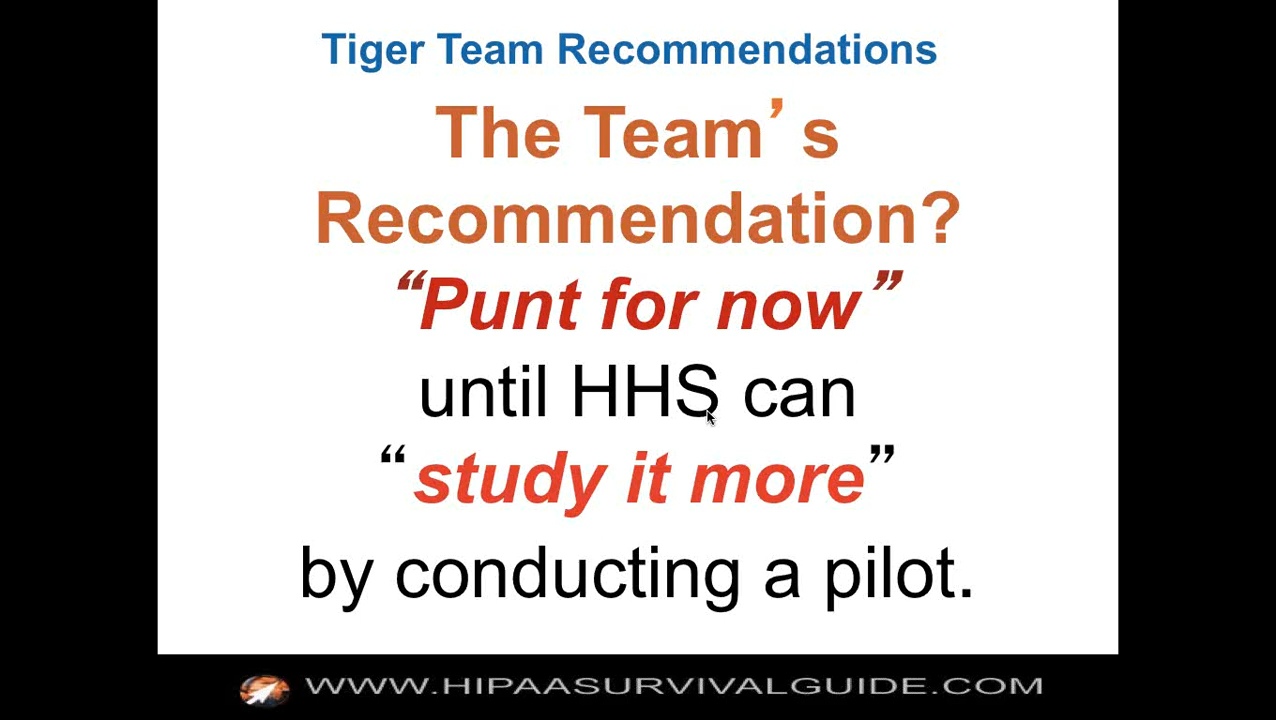 Tiger Team Recommendations
The Team’s
Recommendation?
“Punt for now”
until HHS can
“study it more”
by conducting a pilot.
WWW.HIPAASURVIVALGUIDE.COM